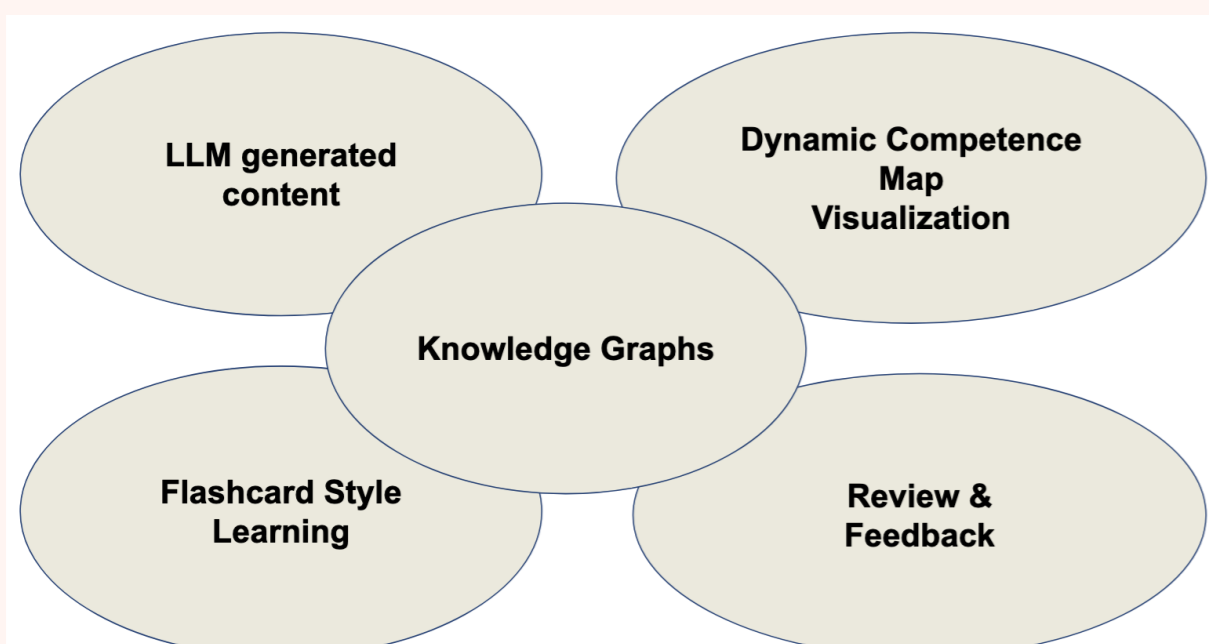 LLM generated
content
Dynamic Competence
Map
Visualization
Knowledge Graphs
Flashcard Style
Learning
Review &
Feedback